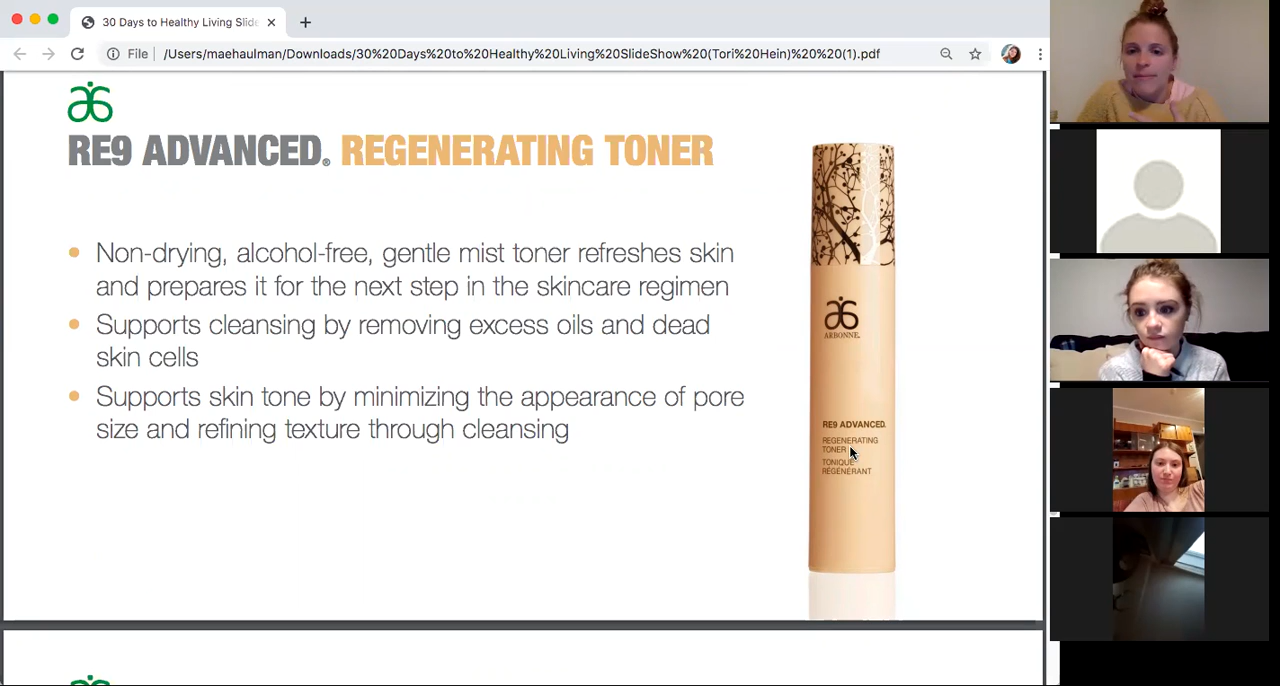 30 Days to Healthy Living Slide
File
/Users/maehaulman/Downloads/30%20Days%20to%20Healthy%20Living%20SlideShow%20(Tori%20Hein)%20%20(1).pdf
RE9 ADVANCED® REGENERATING TONER
• Non-drying, alcohol-free, gentle mist toner refreshes skin
and prepares it for the next step in the skincare regimen
• Supports cleansing by removing excess oils and dead
skin cells
• Supports skin tone by minimizing the appearance of pore
size and refining texture through cleansing
ARBONNE.
RE9 ADVANCED.
REGENERATING
TONER
TONIQUE
RÉGÉNÉRANT